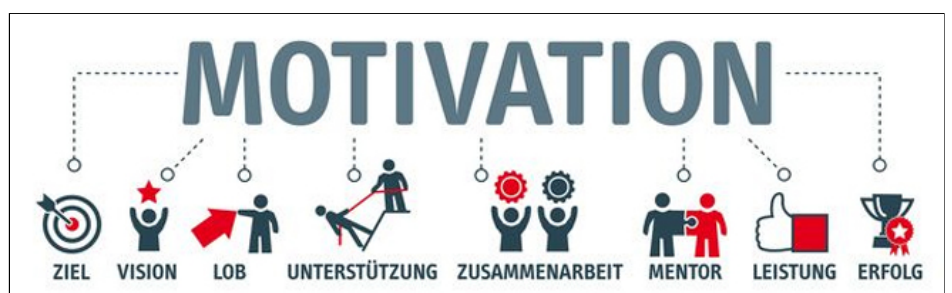 MOTIVATION
ZIEL VISION LOB UNTERSTÜTZUNG ZUSAMMENARBEIT MENTOR LEISTUNG ERFOLG